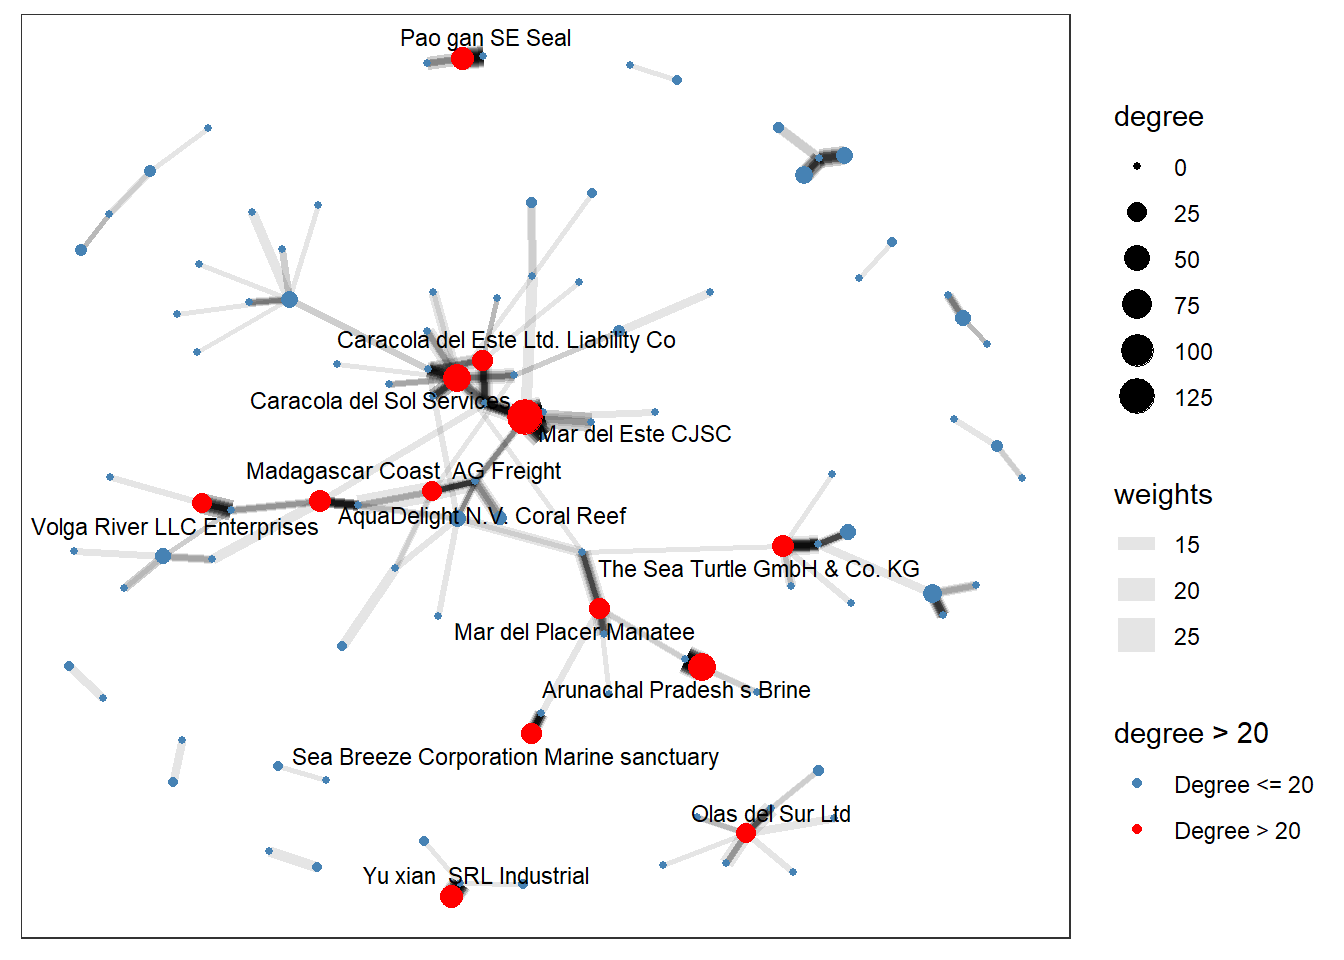 Pao gan SE Seal
Caracola del Este Ltd. Liability Co
Caracola del Sol Services
Mar del Este CJSC
Madagascar Coast  AG Freight
AquaDelight N.V. Coral Reef
Volga River LLC Enterprises
The Sea Turtle GmbH & Co. KG
Mar del Placer Manatee
Arunachal Pradesh s Brine
Sea Breeze Corporation Marine sanctuary
Olas del Sur Ltd
Yu xian  SRL Industrial
degree
0
25
50
75
100
125
weights
15
20
25
degree > 20
Degree <= 20
Degree > 20